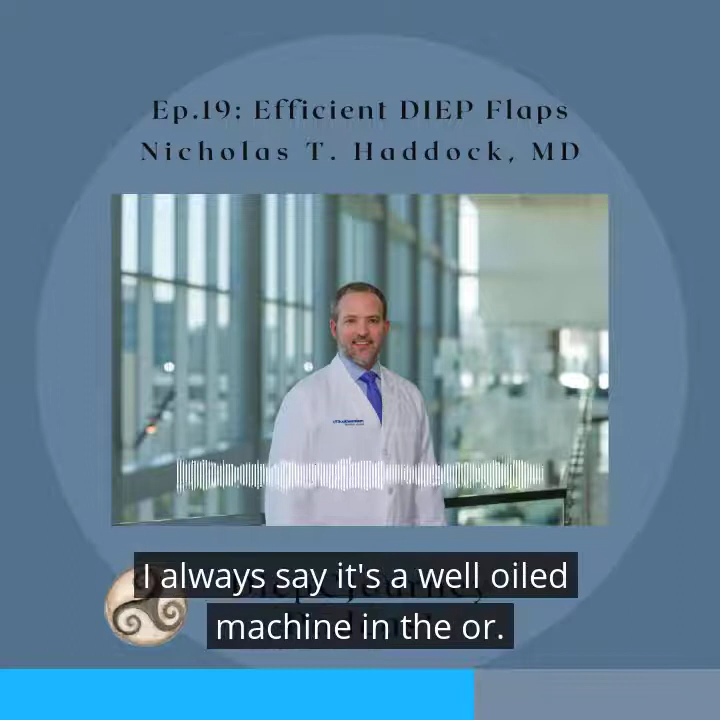 Ep.19: Efficient DIEP Flaps
Nicholas T. Haddock, MD
I always say it's a well oiled
machine in the or.